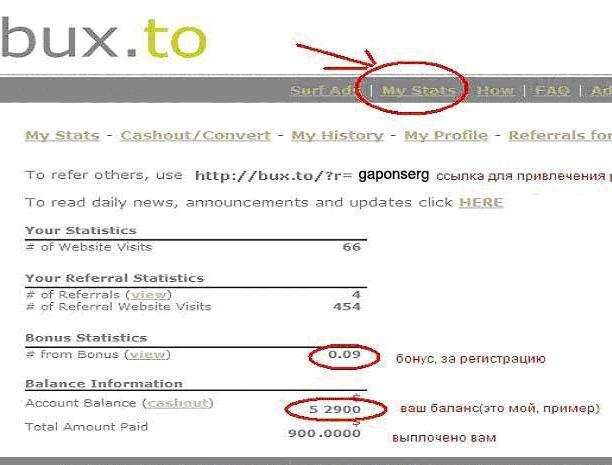 bux.to
Surf Ads | My Stats | How | FAQ | Ad
My Stats - Cashout/Convert - My History - My Profile - Referrals for
To refer others, use http://bux.to/?r= gaponserg ссылка для привлечения р
To read daily news, announcements and updates click HERE
Your Statistics
# of Website Visits 66
Your Referral Statistics
# of Referrals (view) 4
# of Referral Website Visits 454
Bonus Statistics
# from Bonus (view) 0.09 бонус, за регистрацию
Balance Information
Account Balance (cashout) $ 5 2900 ваш баланс(это мой, пример)
Total Amount Paid $ 900.0000 выплочено вам